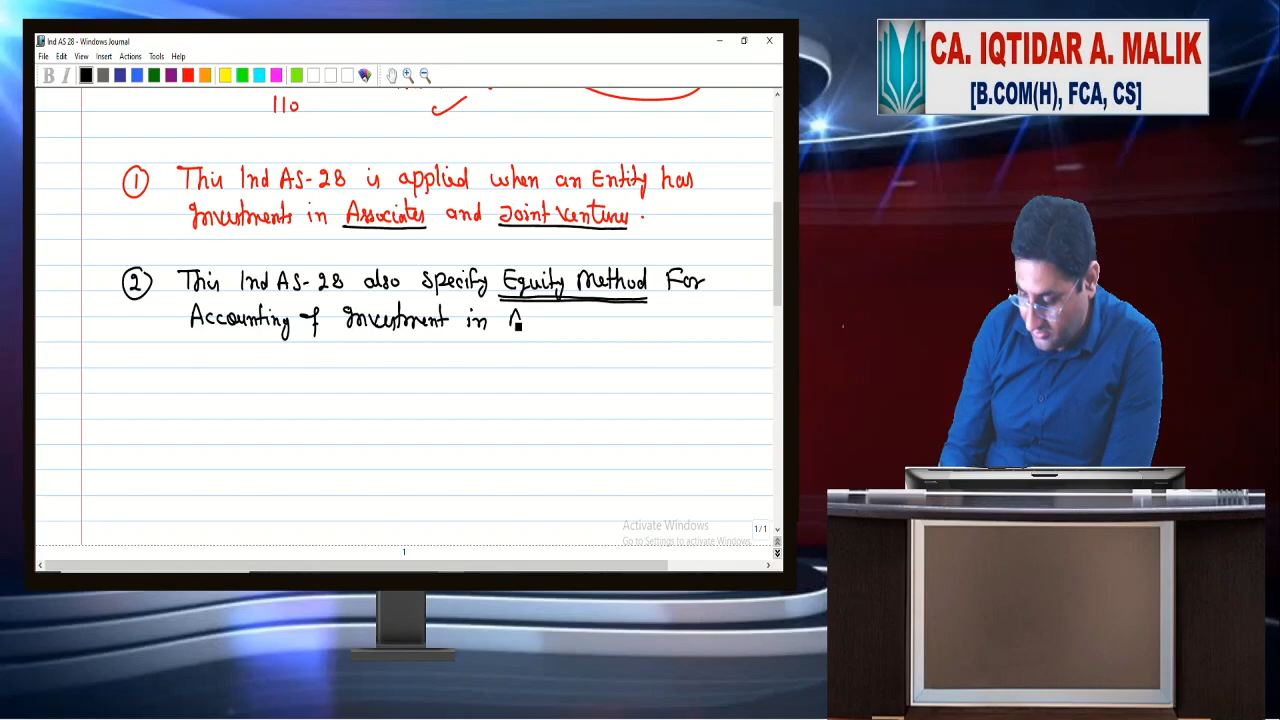 Ind AS 28 - Windows Journal
File Edit View Insert Actions Tools Help
B I
110
① This Ind AS-28 is applied when an Entity has
Investments in Associates and Joint Ventures.
② This Ind AS-28 also specify Equity Method For
Accounting of Investment in A
Activate Windows
Go to Settings to activate Windows.
1/1
1
CA. IQTIDAR A. MALIK
[B.COM(H), FCA, CS]